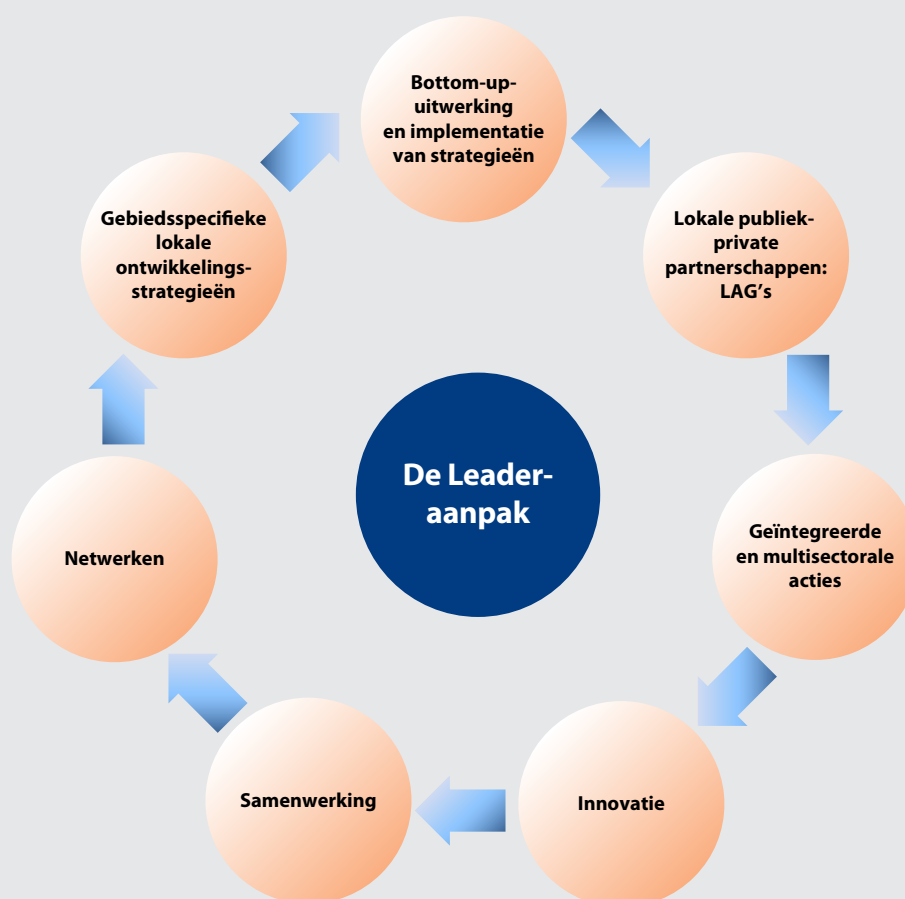 Bottom-up-
uitwerking
en implementatie
van strategieën
Lokale publiek-
private
partnerschappen:
LAG's
Geïntegreerde
en multisectorale
acties
Innovatie
Samenwerking
Netwerken
Gebiedsspecifieke
lokale
ontwikkelings-
strategieën
De Leader-
aanpak